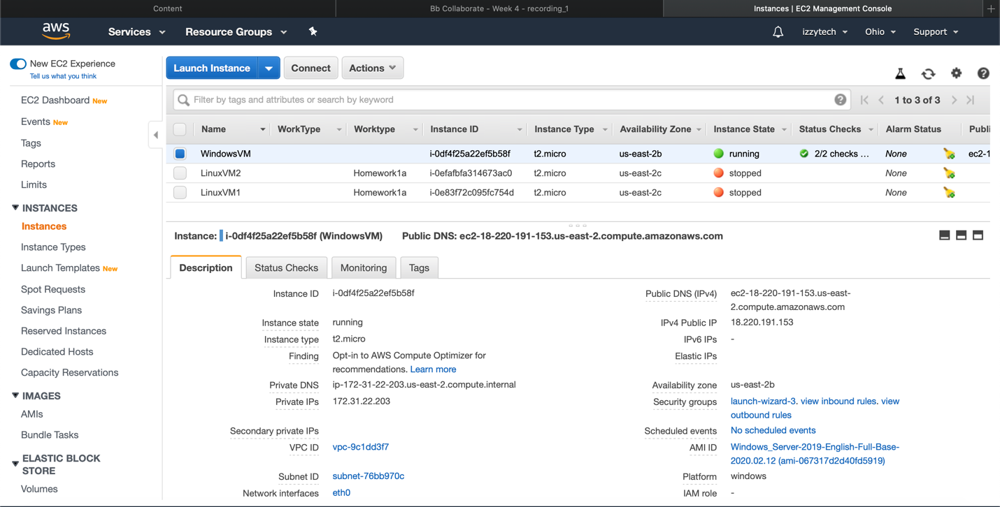 Content
Bb Collaborate - Week 4 - recording_1
Instances | EC2 Management Console
aws
Services
Resource Groups
izzytech
Ohio
Support
New EC2 Experience
Tell us what you think
EC2 Dashboard New
Events New
Tags
Reports
Limits
INSTANCES
Instances
Instance Types
Launch Templates New
Spot Requests
Savings Plans
Reserved Instances
Dedicated Hosts
Capacity Reservations
IMAGES
AMIs
Bundle Tasks
ELASTIC BLOCK
STORE
Volumes
Launch Instance
Connect
Actions
Filter by tags and attributes or search by keyword
1 to 3 of 3
Name WorkType Worktype Instance ID Instance Type Availability Zone Instance State Status Checks Alarm Status Publi
WindowsVM i-0df4f25a22ef5b58f t2.micro us-east-2b running 2/2 checks ... None ec2-1
LinuxVM2 Homework1a i-0efafbfa314673ac0 t2.micro us-east-2c stopped None
LinuxVM1 Homework1a i-0e83f72c095fc754d t2.micro us-east-2c stopped None
Instance: i-0df4f25a22ef5b58f (WindowsVM) Public DNS: ec2-18-220-191-153.us-east-2.compute.amazonaws.com
Description Status Checks Monitoring Tags
Instance ID i-0df4f25a22ef5b58f
Instance state running
Instance type t2.micro
Finding Opt-in to AWS Compute Optimizer for
recommendations. Learn more
Private DNS ip-172-31-22-203.us-east-2.compute.internal
Private IPs 172.31.22.203
Secondary private IPs
VPC ID vpc-9c1dd3f7
Subnet ID subnet-76bb970c
Network interfaces eth0
Public DNS (IPv4) ec2-18-220-191-153.us-east-
2.compute.amazonaws.com
IPv4 Public IP 18.220.191.153
IPv6 IPs -
Elastic IPs
Availability zone us-east-2b
Security groups launch-wizard-3. view inbound rules. view
outbound rules
Scheduled events No scheduled events
AMI ID Windows_Server-2019-English-Full-Base-
2020.02.12 (ami-067317d2d40fd5919)
Platform windows
IAM role -